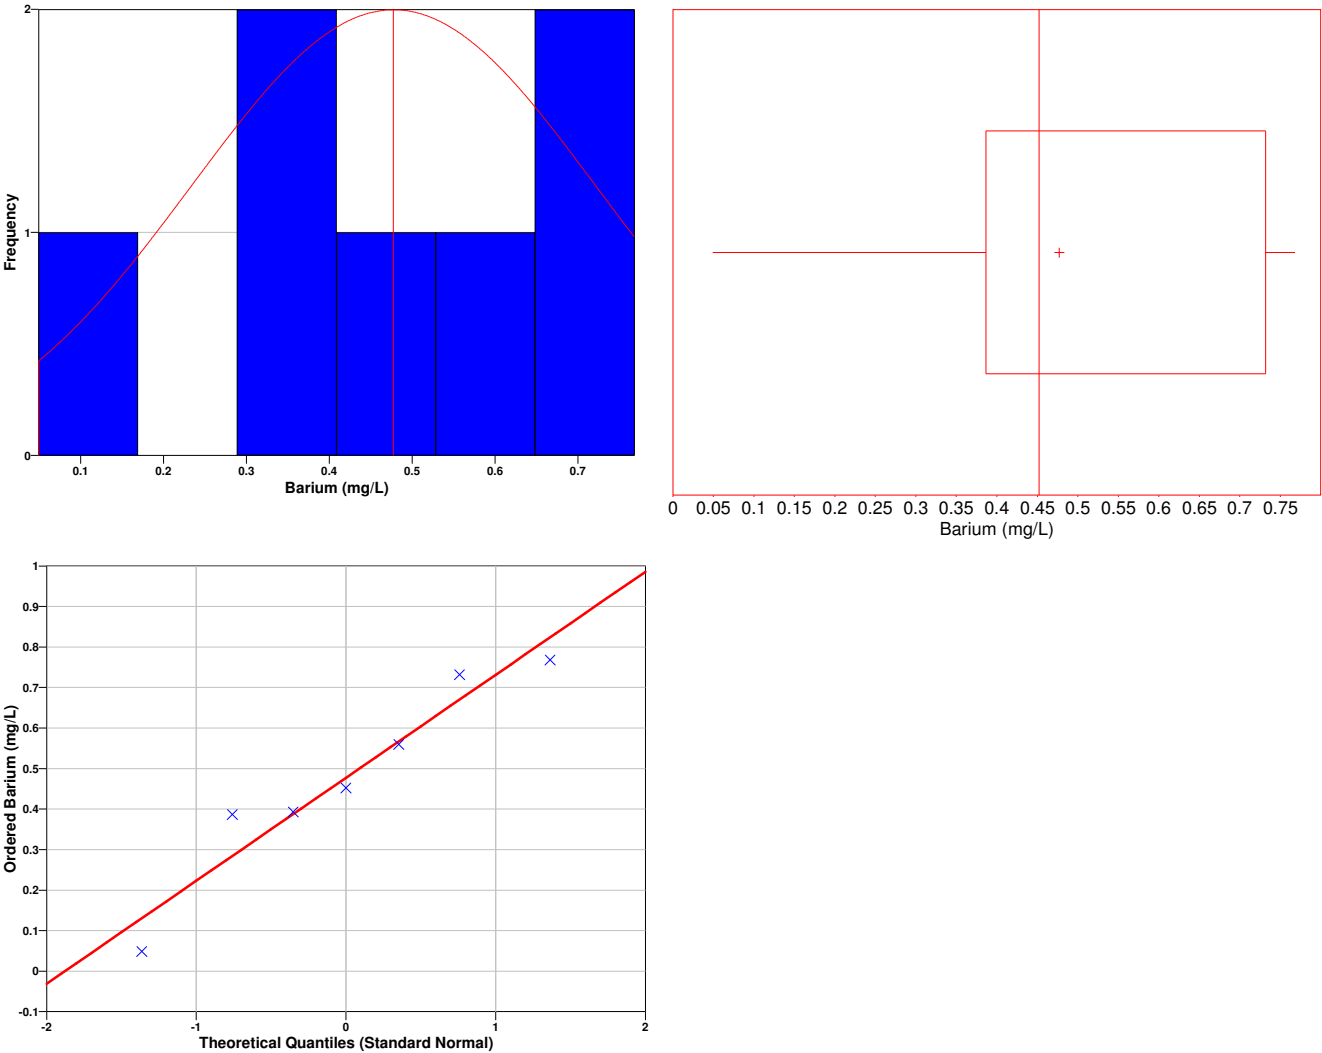 2
1
0
Frequency
0.1 0.2 0.3 0.4 0.5 0.6 0.7
Barium (mg/L)
0 0.05 0.1 0.15 0.2 0.25 0.3 0.35 0.4 0.45 0.5 0.55 0.6 0.65 0.7 0.75
Barium (mg/L)
1
0.9
0.8
0.7
0.6
0.5
0.4
0.3
0.2
0.1
0
-0.1
Ordered Barium (mg/L)
-2 -1 0 1 2
Theoretical Quantiles (Standard Normal)